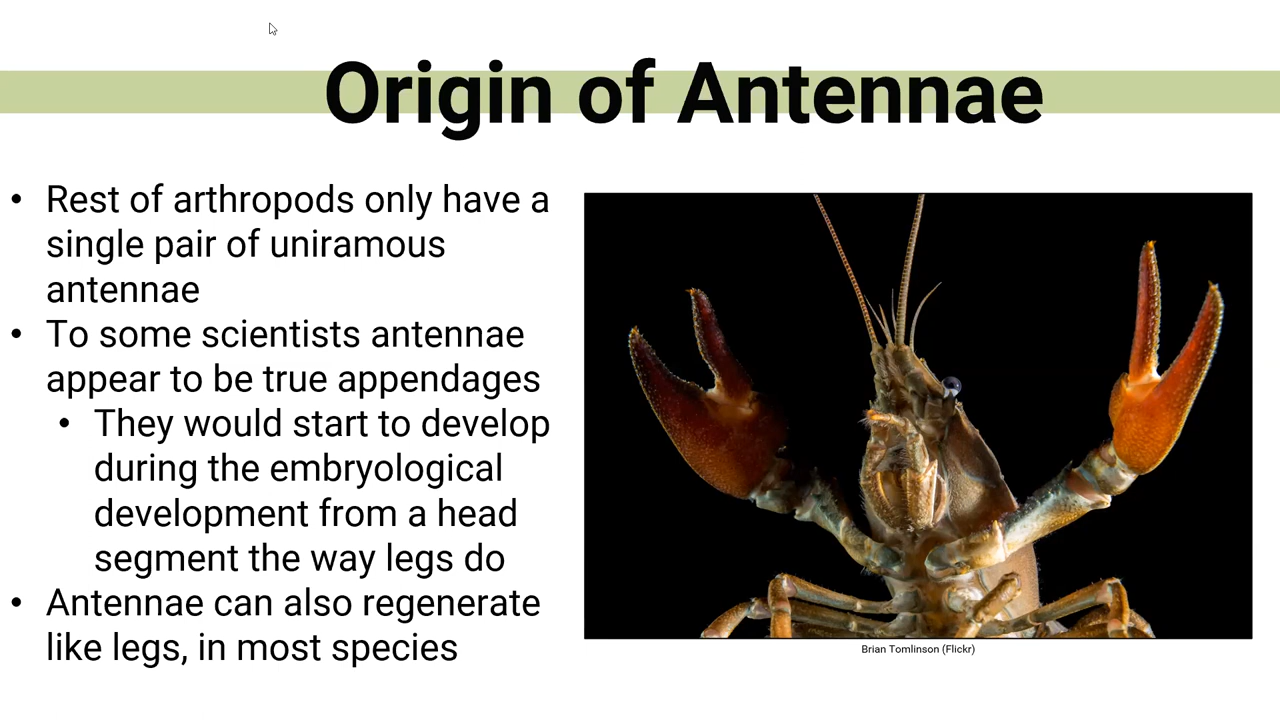 Origin of Antennae
• Rest of arthropods only have a
single pair of uniramous
antennae
• To some scientists antennae
appear to be true appendages
• They would start to develop
during the embryological
development from a head
segment the way legs do
• Antennae can also regenerate
like legs, in most species
Brian Tomlinson (Flickr)